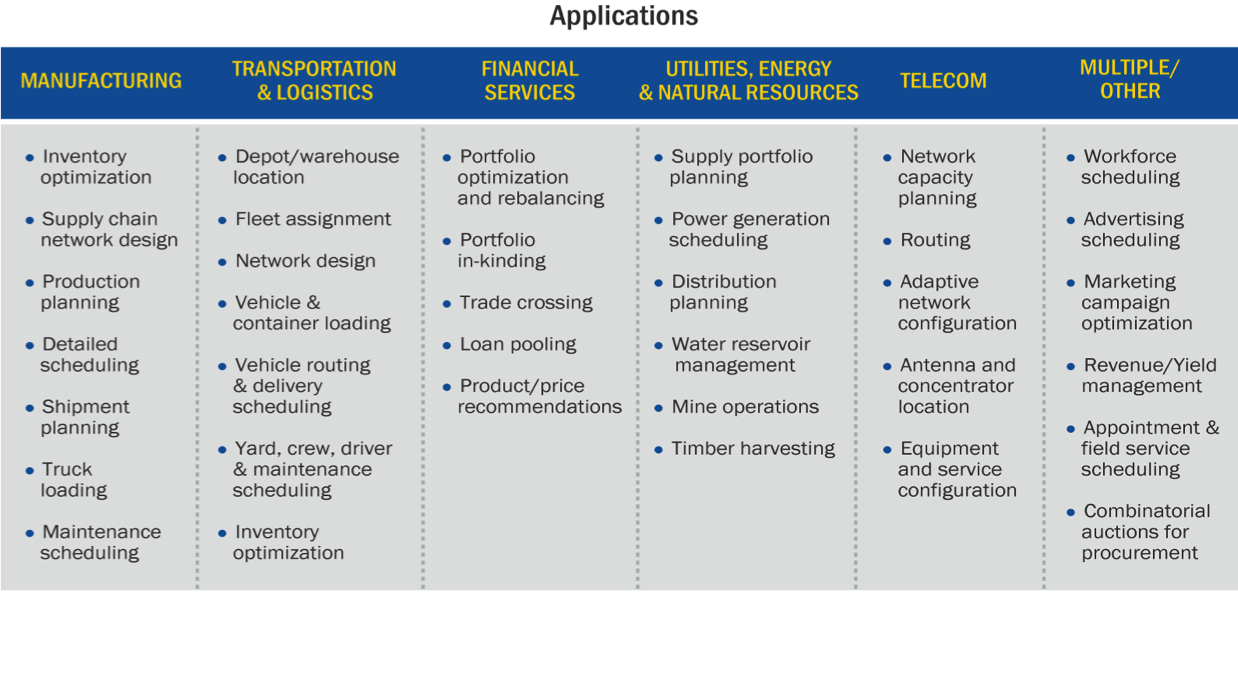 Applications
MANUFACTURING
TRANSPORTATION
& LOGISTICS
FINANCIAL
SERVICES
UTILITIES, ENERGY
& NATURAL RESOURCES
TELECOM
MULTIPLE/
OTHER
• Inventory
optimization
• Supply chain
network design
• Production
planning
• Detailed
scheduling
• Shipment
planning
• Truck
loading
• Maintenance
scheduling
• Depot/warehouse
location
• Fleet assignment
• Network design
• Vehicle &
container loading
• Vehicle routing
& delivery
scheduling
• Yard, crew, driver
& maintenance
scheduling
• Inventory
optimization
• Portfolio
optimization
and rebalancing
• Portfolio
in-kinding
• Trade crossing
• Loan pooling
• Product/price
recommendations
• Supply portfolio
planning
• Power generation
scheduling
• Distribution
planning
• Water reservoir
management
• Mine operations
• Timber harvesting
• Network
capacity
planning
• Routing
• Adaptive
network
configuration
• Antenna and
concentrator
location
• Equipment
and service
configuration
• Workforce
scheduling
• Advertising
scheduling
• Marketing
campaign
optimization
• Revenue/Yield
management
• Appointment &
field service
scheduling
• Combinatorial
auctions for
procurement